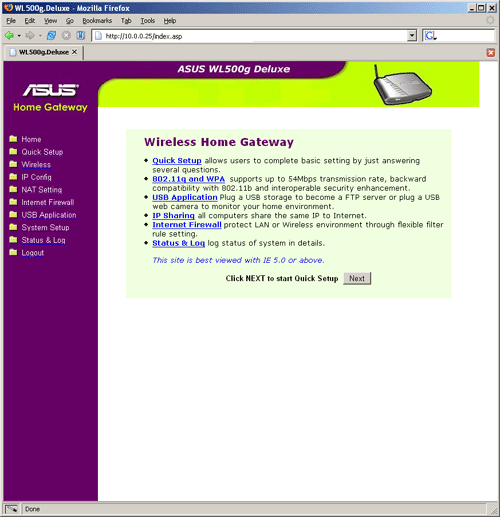 WL500g.Deluxe - Mozilla Firefox
File Edit View Go Bookmarks Tab Tools Help
http://10.0.0.25/index.asp
WL500g.Deluxe
ASUS WL500g Deluxe
ASUS
Home Gateway
Home
Quick Setup
Wireless
IP Config
NAT Setting
Internet Firewall
USB Application
System Setup
Status & Log
Logout
Wireless Home Gateway
Quick Setup allows users to complete basic setting by just answering
several questions.
802.11g and WPA supports up to 54Mbps transmission rate, backward
compatibility with 802.11b and interoperable security enhancement.
USB Application Plug a USB storage to become a FTP server or plug a USB
web camera to monitor your home environment.
IP Sharing all computers share the same IP to Internet.
Internet Firewall protect LAN or Wireless environment through flexible filter
rule setting.
Status & Log log status of system in details.
This site is best viewed with IE 5.0 or above.
Click NEXT to start Quick Setup Next
Done